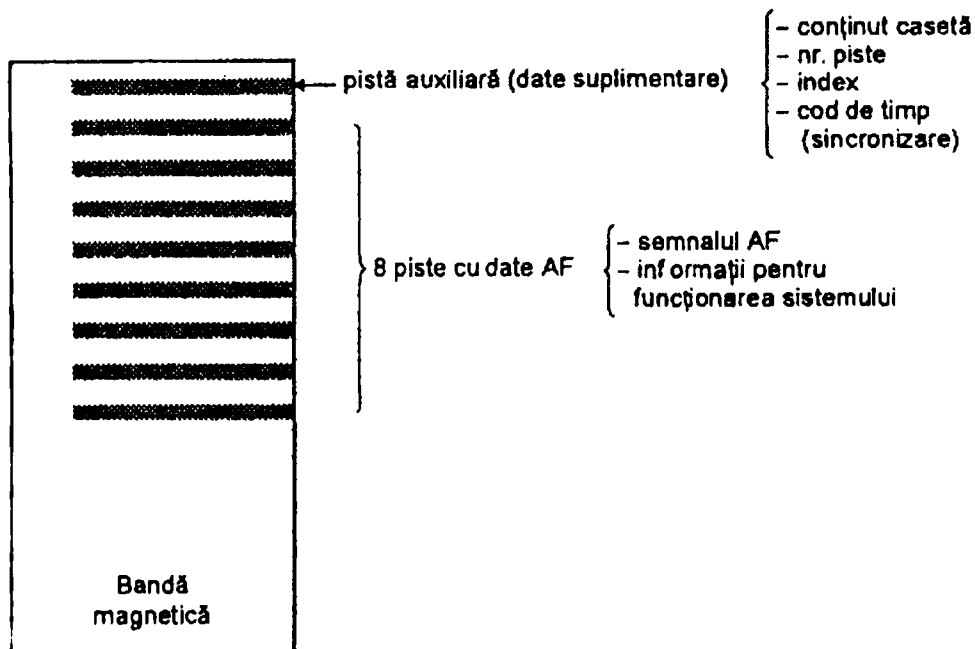 – conținut casetă
– nr. piste
– index
– cod de timp
(sincronizare)
pistă auxiliară (date suplimentare)
8 piste cu date AF
– semnalul AF
– informații pentru
funcționarea sistemului
Bandă
magnetică